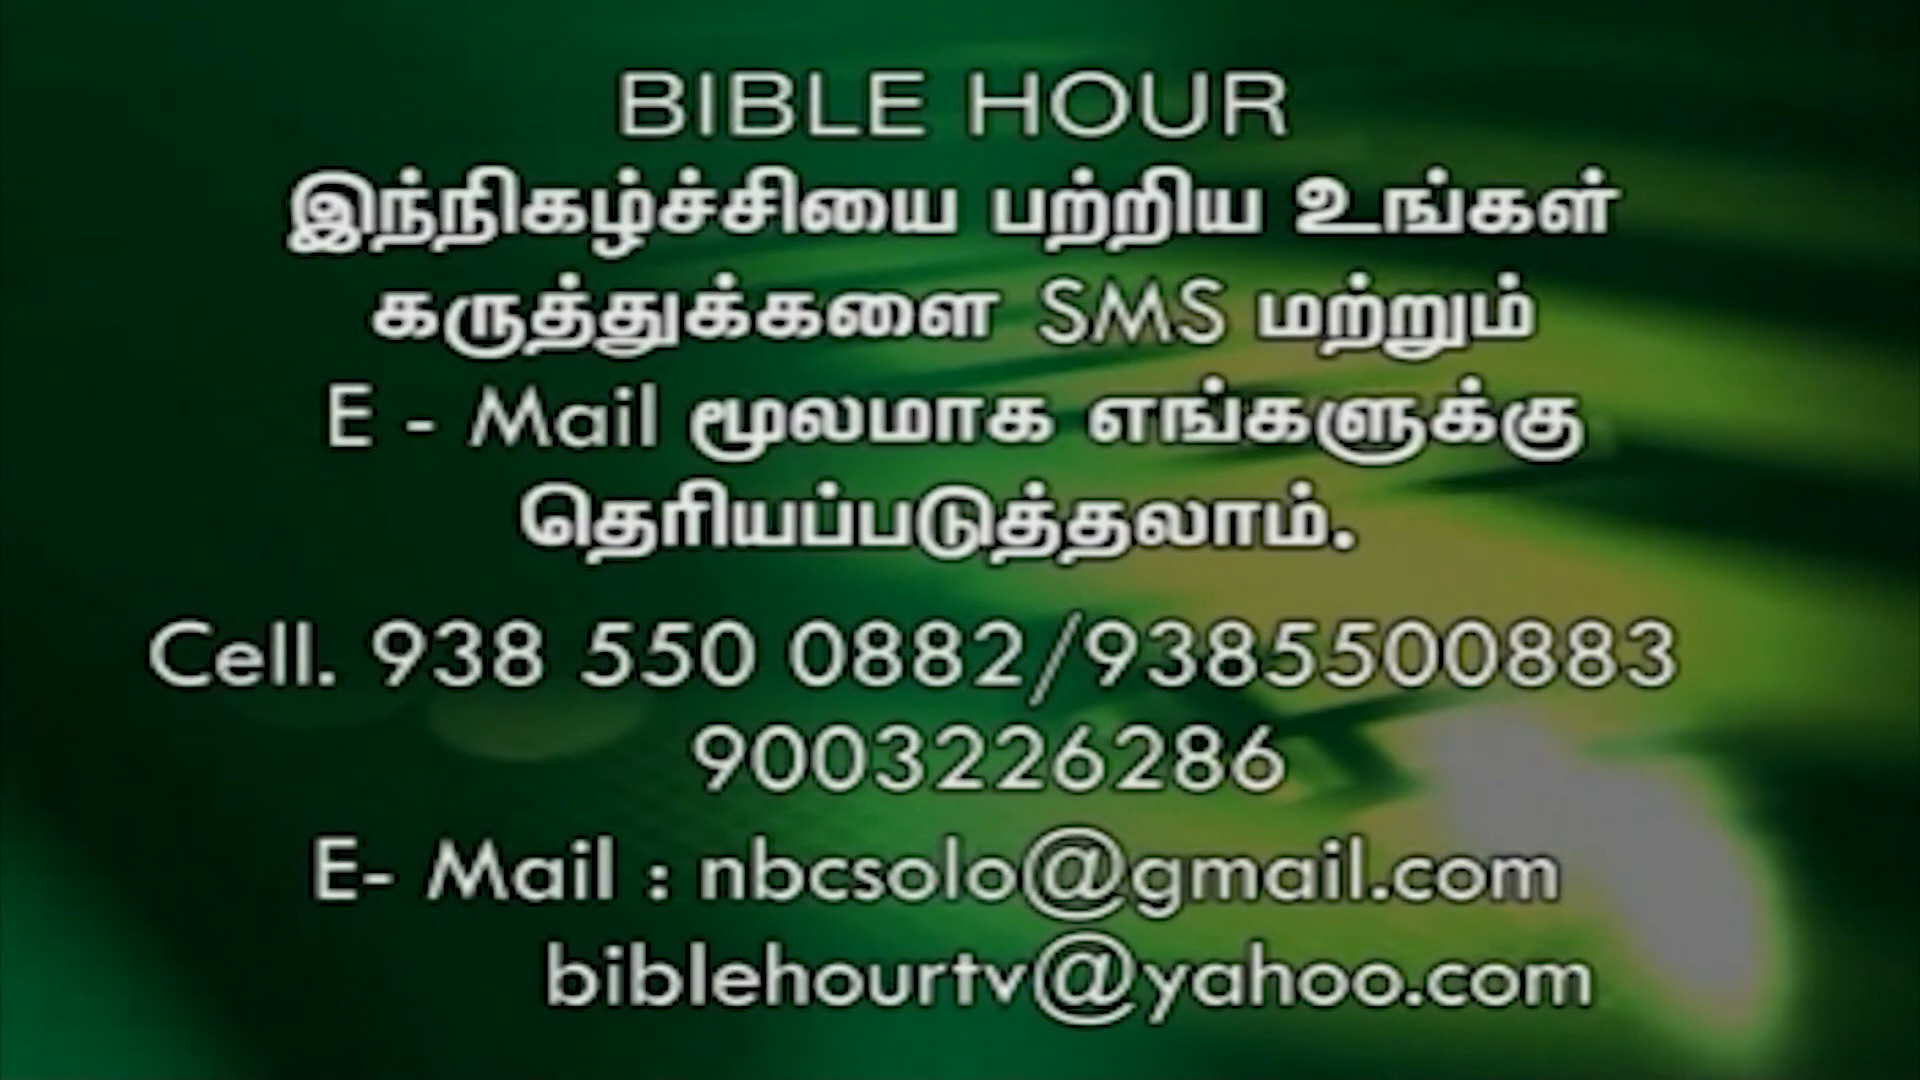 BIBLE HOUR
இந்நிகழ்ச்சியை பற்றிய உங்கள்
கருத்துக்களை SMS மற்றும்
E - Mail மூலமாக எங்களுக்கு
தெரியப்படுத்தலாம்.
Cell. 938 550 0882/9385500883
9003226286
E- Mail : nbcsolo@gmail.com
biblehourtv@yahoo.com